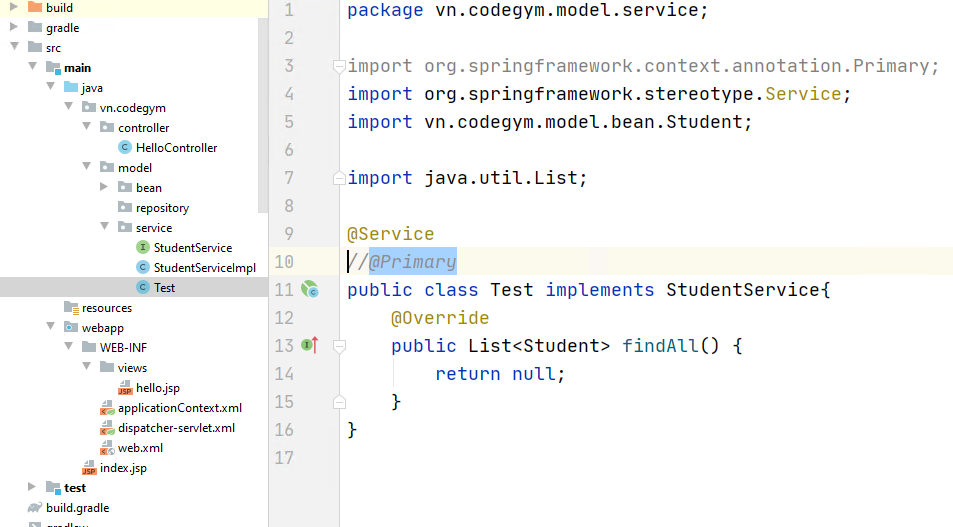 build
gradle
src
main
java
vn.codegym
controller
HelloController
model
bean
repository
service
StudentService
StudentServiceImpl
Test
resources
webapp
WEB-INF
views
hello.jsp
applicationContext.xml
dispatcher-servlet.xml
web.xml
index.jsp
test
build.gradle
gradlew
1 package vn.codegym.model.service;
2
3 import org.springframework.context.annotation.Primary;
4 import org.springframework.stereotype.Service;
5 import vn.codegym.model.bean.Student;
6
7 import java.util.List;
8
9 @Service
10 //@Primary
11 public class Test implements StudentService{
12 @Override
13 public List<Student> findAll() {
14 return null;
15 }
16 }
17